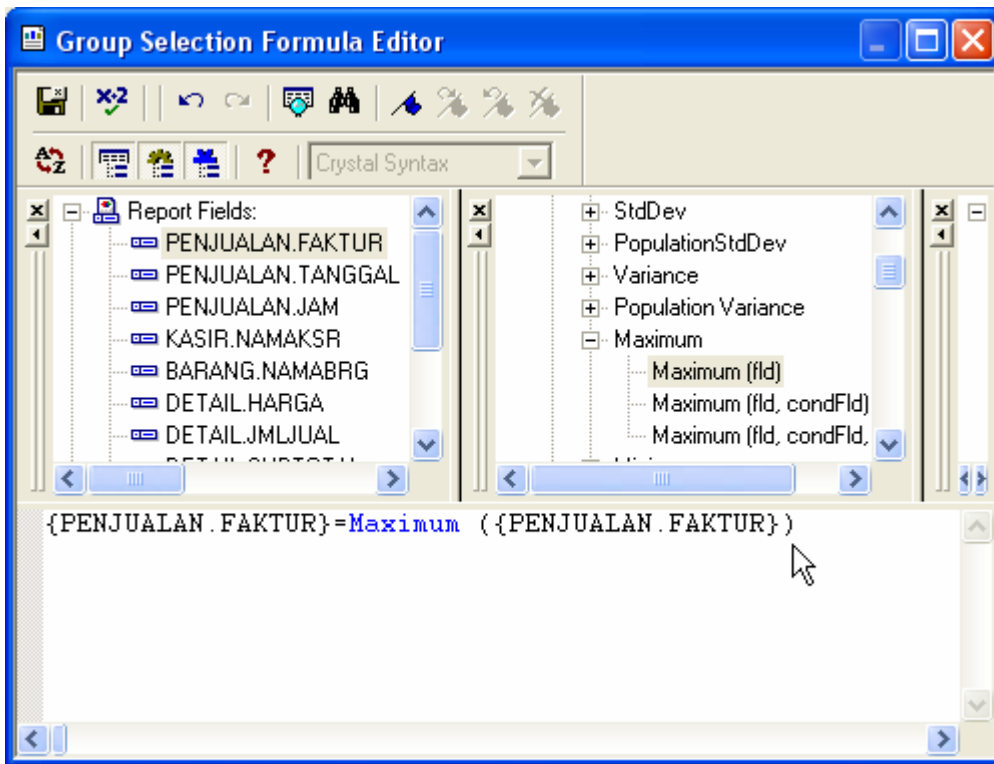 Group Selection Formula Editor
x+2
A Z ? Crystal Syntax
Report Fields:
PENJUALAN.FAKTUR
PENJUALAN.TANGGAL
PENJUALAN.JAM
KASIR.NAMAKSR
BARANG.NAMABRG
DETAIL.HARGA
DETAIL.JMLJUAL
StdDev
PopulationStdDev
Variance
Population Variance
Maximum
Maximum (fld)
Maximum (fld, condFld)
Maximum (fld, condFld,
{PENJUALAN.FAKTUR}=Maximum ({PENJUALAN.FAKTUR})